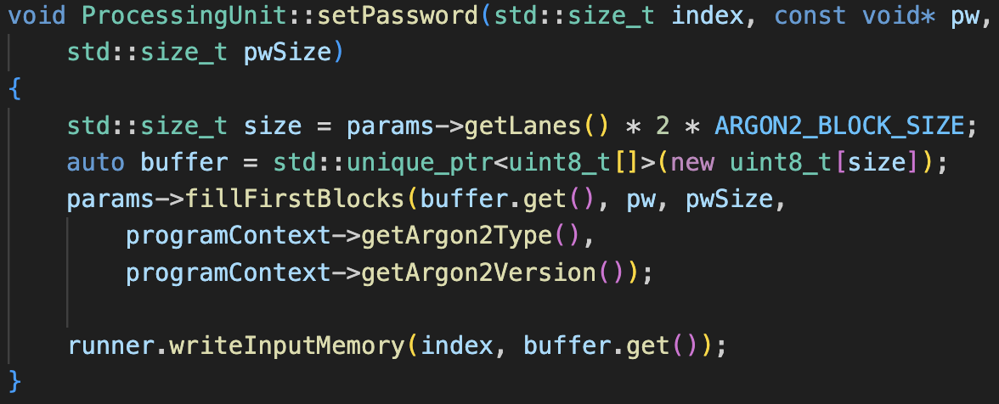 void ProcessingUnit::setPassword(std::size_t index, const void* pw,
    std::size_t pwSize)
{
    std::size_t size = params->getLanes() * 2 * ARGON2_BLOCK_SIZE;
    auto buffer = std::unique_ptr<uint8_t[]>(new uint8_t[size]);
    params->fillFirstBlocks(buffer.get(), pw, pwSize,
        programContext->getArgon2Type(),
        programContext->getArgon2Version());

    runner.writeInputMemory(index, buffer.get());
}